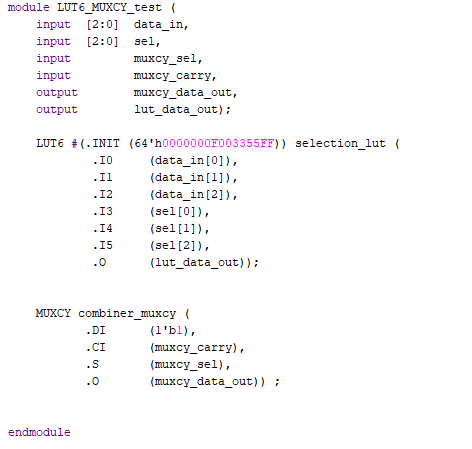 module LUT6_MUXCY_test (
input [2:0] data_in,
input [2:0] sel,
input muxcy_sel,
input muxcy_carry,
output muxcy_data_out,
output lut_data_out);
LUT6 #(.INIT (64'h0000000F003355FF)) selection_lut (
.I0 (data_in[0]),
.I1 (data_in[1]),
.I2 (data_in[2]),
.I3 (sel[0]),
.I4 (sel[1]),
.I5 (sel[2]),
.O (lut_data_out));
MUXCY combiner_muxcy (
.DI (1'b1),
.CI (muxcy_carry),
.S (muxcy_sel),
.O (muxcy_data_out)) ;
endmodule